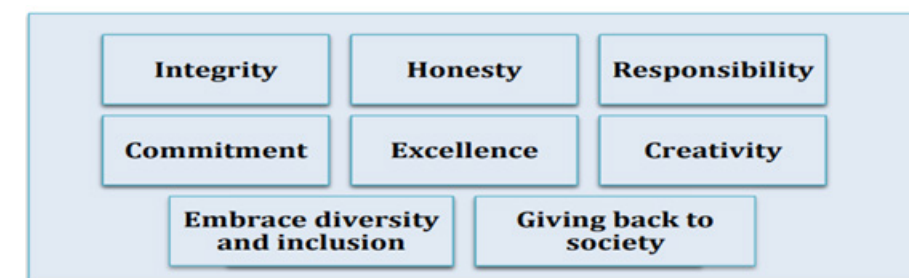 Integrity
Honesty
Responsibility
Commitment
Excellence
Creativity
Embrace diversity
and inclusion
Giving back to
society